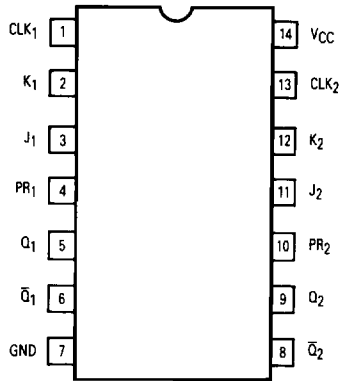 CLK₁ 1 14 VCC
K₁ 2 13 CLK₂
J₁ 3 12 K₂
PR₁ 4 11 J₂
Q₁ 5 10 PR₂
Q̅₁ 6 9 Q₂
GND 7 8 Q̅₂